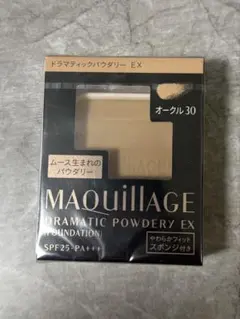 ドラマティックパウダリー EX
オークル30
ムース生まれの
パウダリー
MAQuillAGE
DRAMATIC POWDERY EX
(FOUNDATION)
やわらかフィット
スポンジ付き
SPF25・PA+++